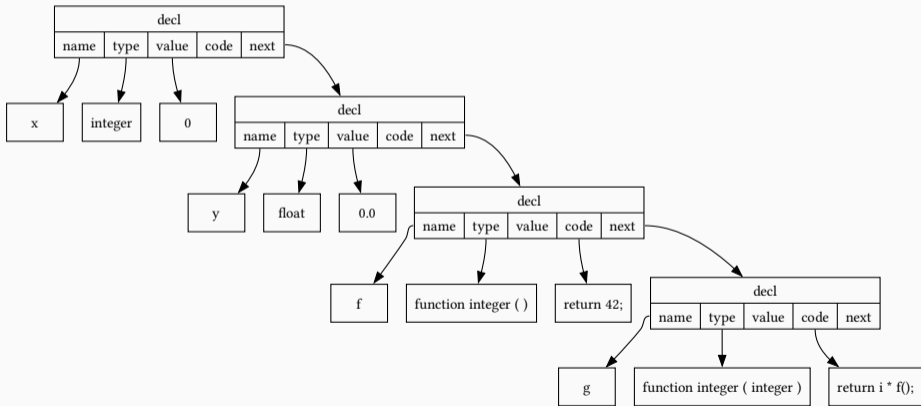 decl
name type value code next
x integer 0
decl
name type value code next
y float 0.0
decl
name type value code next
f function integer ( ) return 42;
decl
name type value code next
g function integer ( integer ) return i * f();